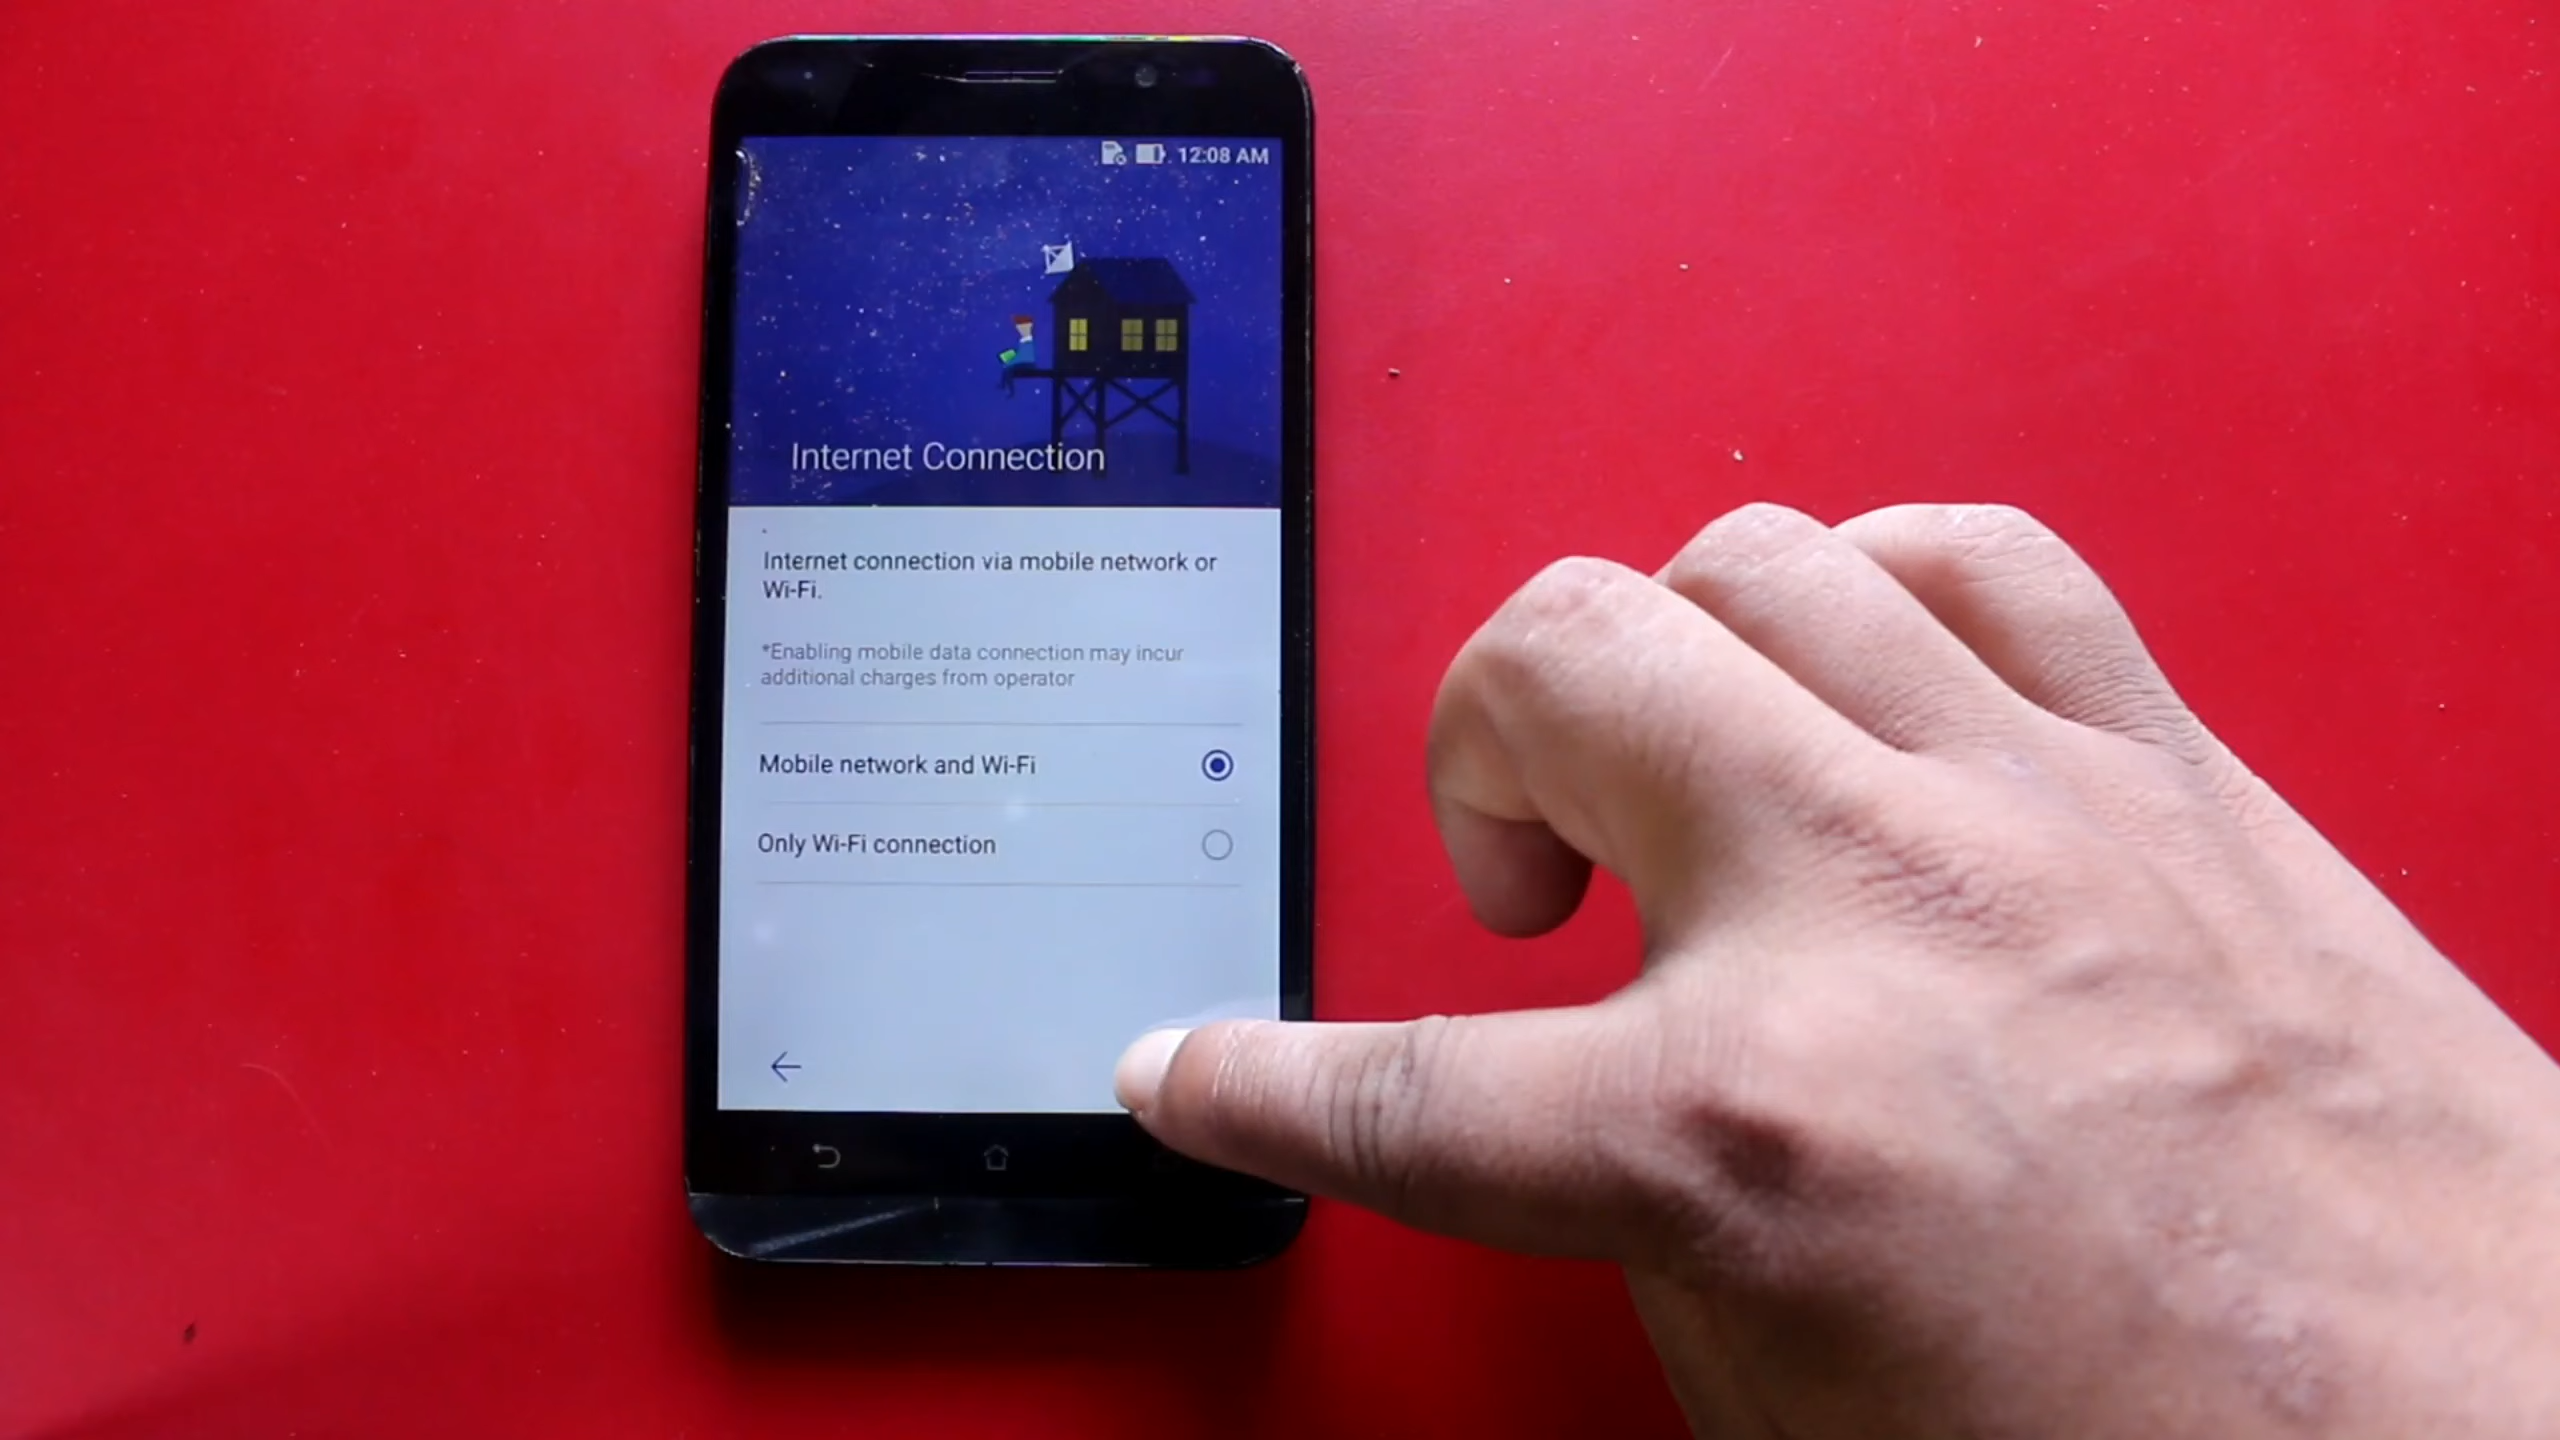 12:08 AM
Internet Connection
Internet connection via mobile network or
Wi-Fi.
*Enabling mobile data connection may incur
additional charges from operator
Mobile network and Wi-Fi
Only Wi-Fi connection